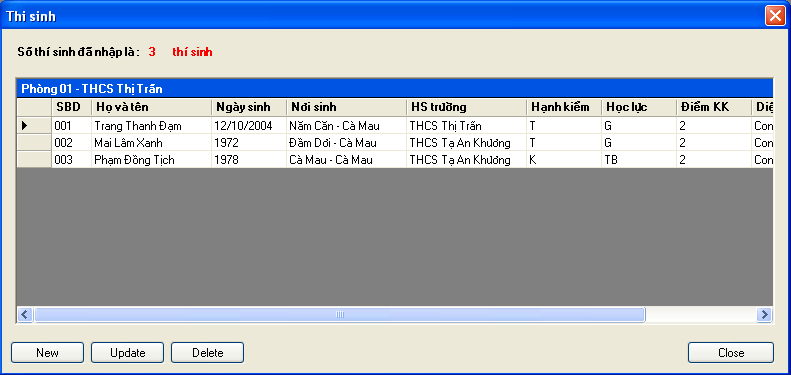 Thi sinh
Số thí sinh đã nhập là : 3 thí sinh
Phòng 01 - THCS Thị Trấn
SBD Họ và tên Ngày sinh Nơi sinh HS trường Hạnh kiểm Học lực Điểm KK Diệ
001 Trang Thanh Đạm 12/10/2004 Năm Căn - Cà Mau THCS Thị Trấn T G 2 Con
002 Mai Lâm Xanh 1972 Đầm Dơi - Cà Mau THCS Tạ An Khương T G 2 Con
003 Phạm Đồng Tịch 1978 Cà Mau - Cà Mau THCS Tạ An Khương K TB 2 Con
New Update Delete Close